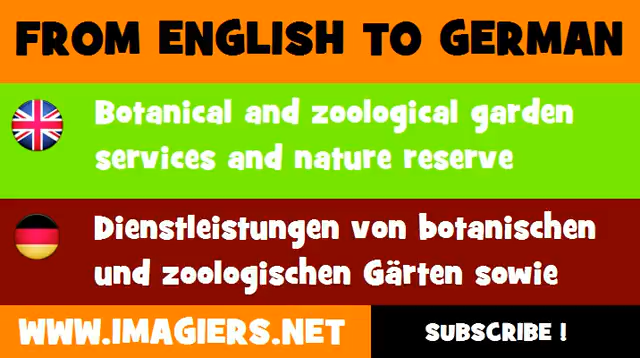 FROM ENGLISH TO GERMAN
Botanical and zoological garden
services and nature reserve
Dienstleistungen von botanischen
und zoologischen Gärten sowie
WWW.IMAGIERS.NET
SUBSCRIBE !